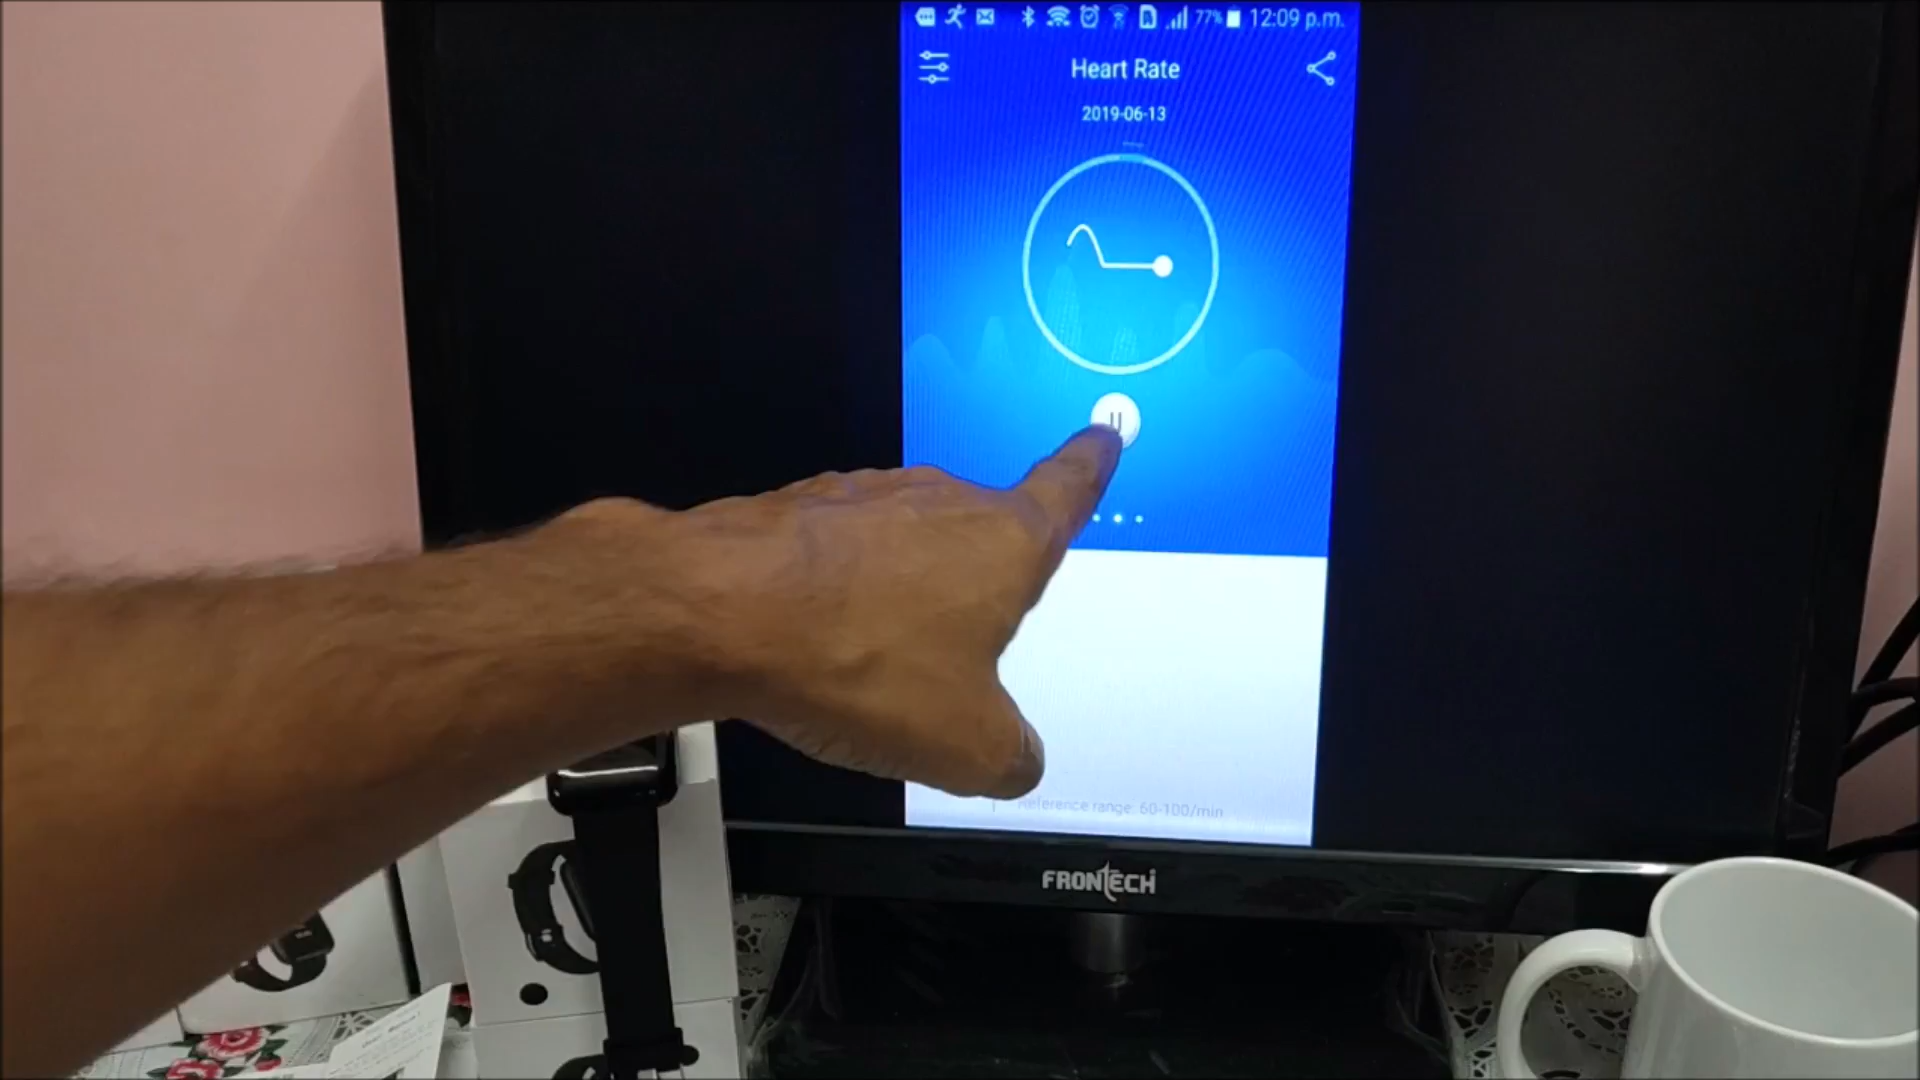 77% 12:09 p.m.
Heart Rate
2019-06-13
Reference range: 60-100/min
FRONTECH